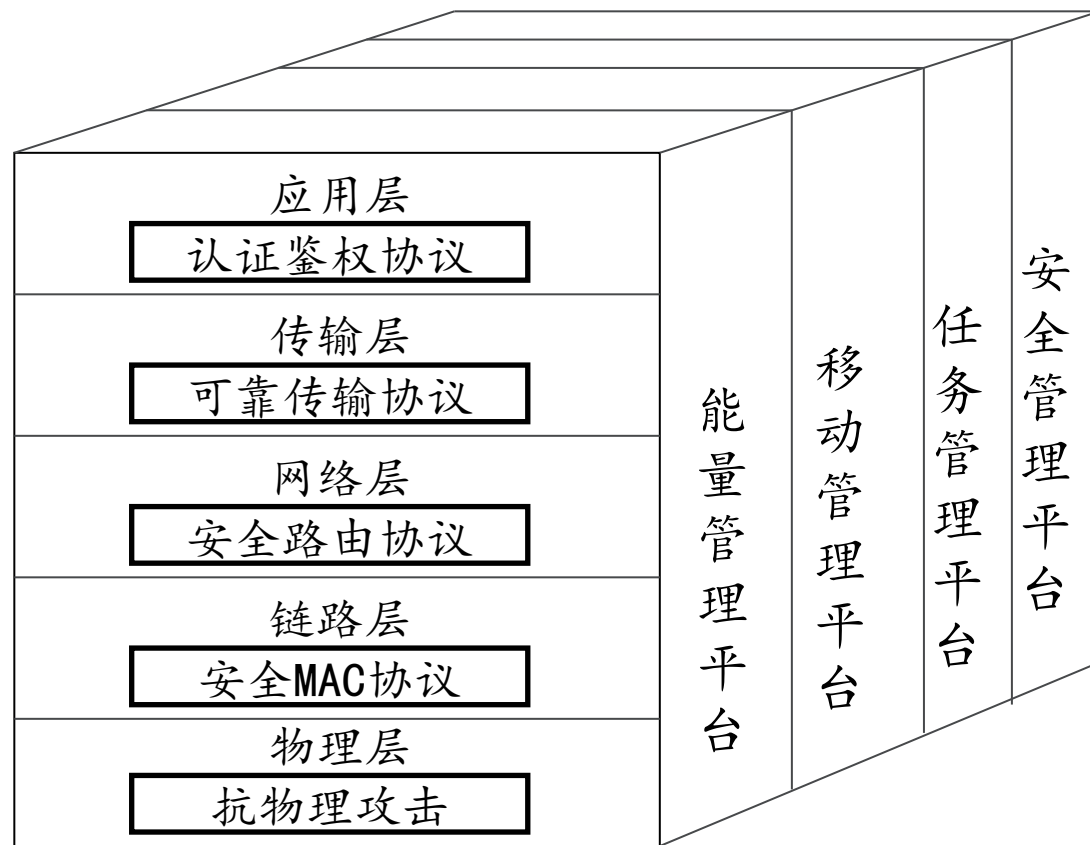 应用层
认证鉴权协议
传输层
可靠传输协议
网络层
安全路由协议
链路层
安全MAC协议
物理层
抗物理攻击
能量管理平台
移动管理平台
任务管理平台
安全管理平台